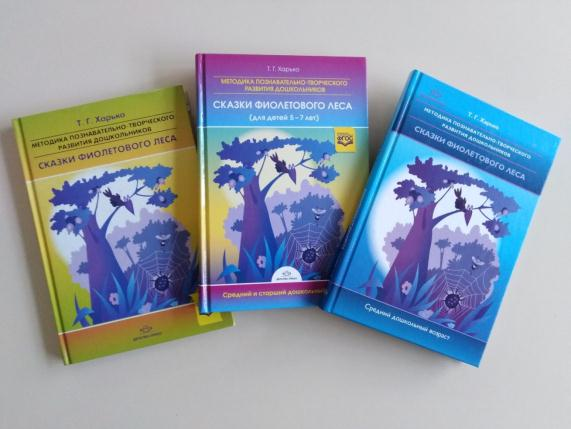 Т. Г. Харько
МЕТОДИКА ПОЗНАВАТЕЛЬНО-ТВОРЧЕСКОГО
РАЗВИТИЯ ДОШКОЛЬНИКОВ
СКАЗКИ ФИОЛЕТОВОГО ЛЕСА
Т. Г. Харько
МЕТОДИКА ПОЗНАВАТЕЛЬНО-ТВОРЧЕСКОГО
РАЗВИТИЯ ДОШКОЛЬНИКОВ
СКАЗКИ ФИОЛЕТОВОГО ЛЕСА
(для детей 5–7 лет)
ФГОС
Средний и старший дошкольный
Т. Г. Харько
МЕТОДИКА ПОЗНАВАТЕЛЬНО-ТВОРЧЕСКОГО
РАЗВИТИЯ ДОШКОЛЬНИКОВ
СКАЗКИ ФИОЛЕТОВОГО ЛЕСА
Средний дошкольный возраст